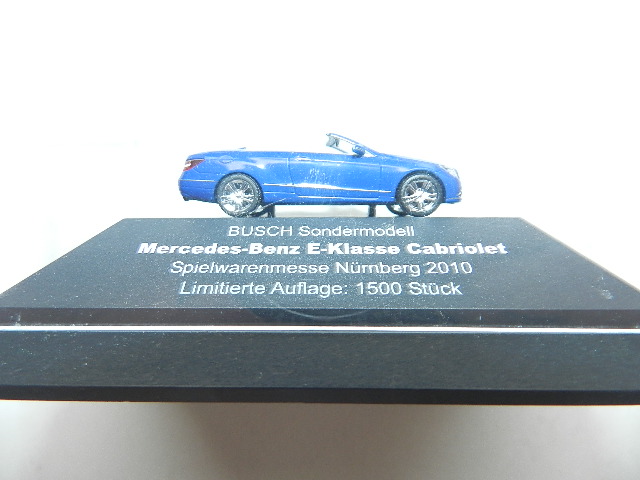 BUSCH Sondermodell
Mercedes-Benz E-Klasse Cabriolet
Spielwarenmesse Nürnberg 2010
Limitierte Auflage: 1500 Stück